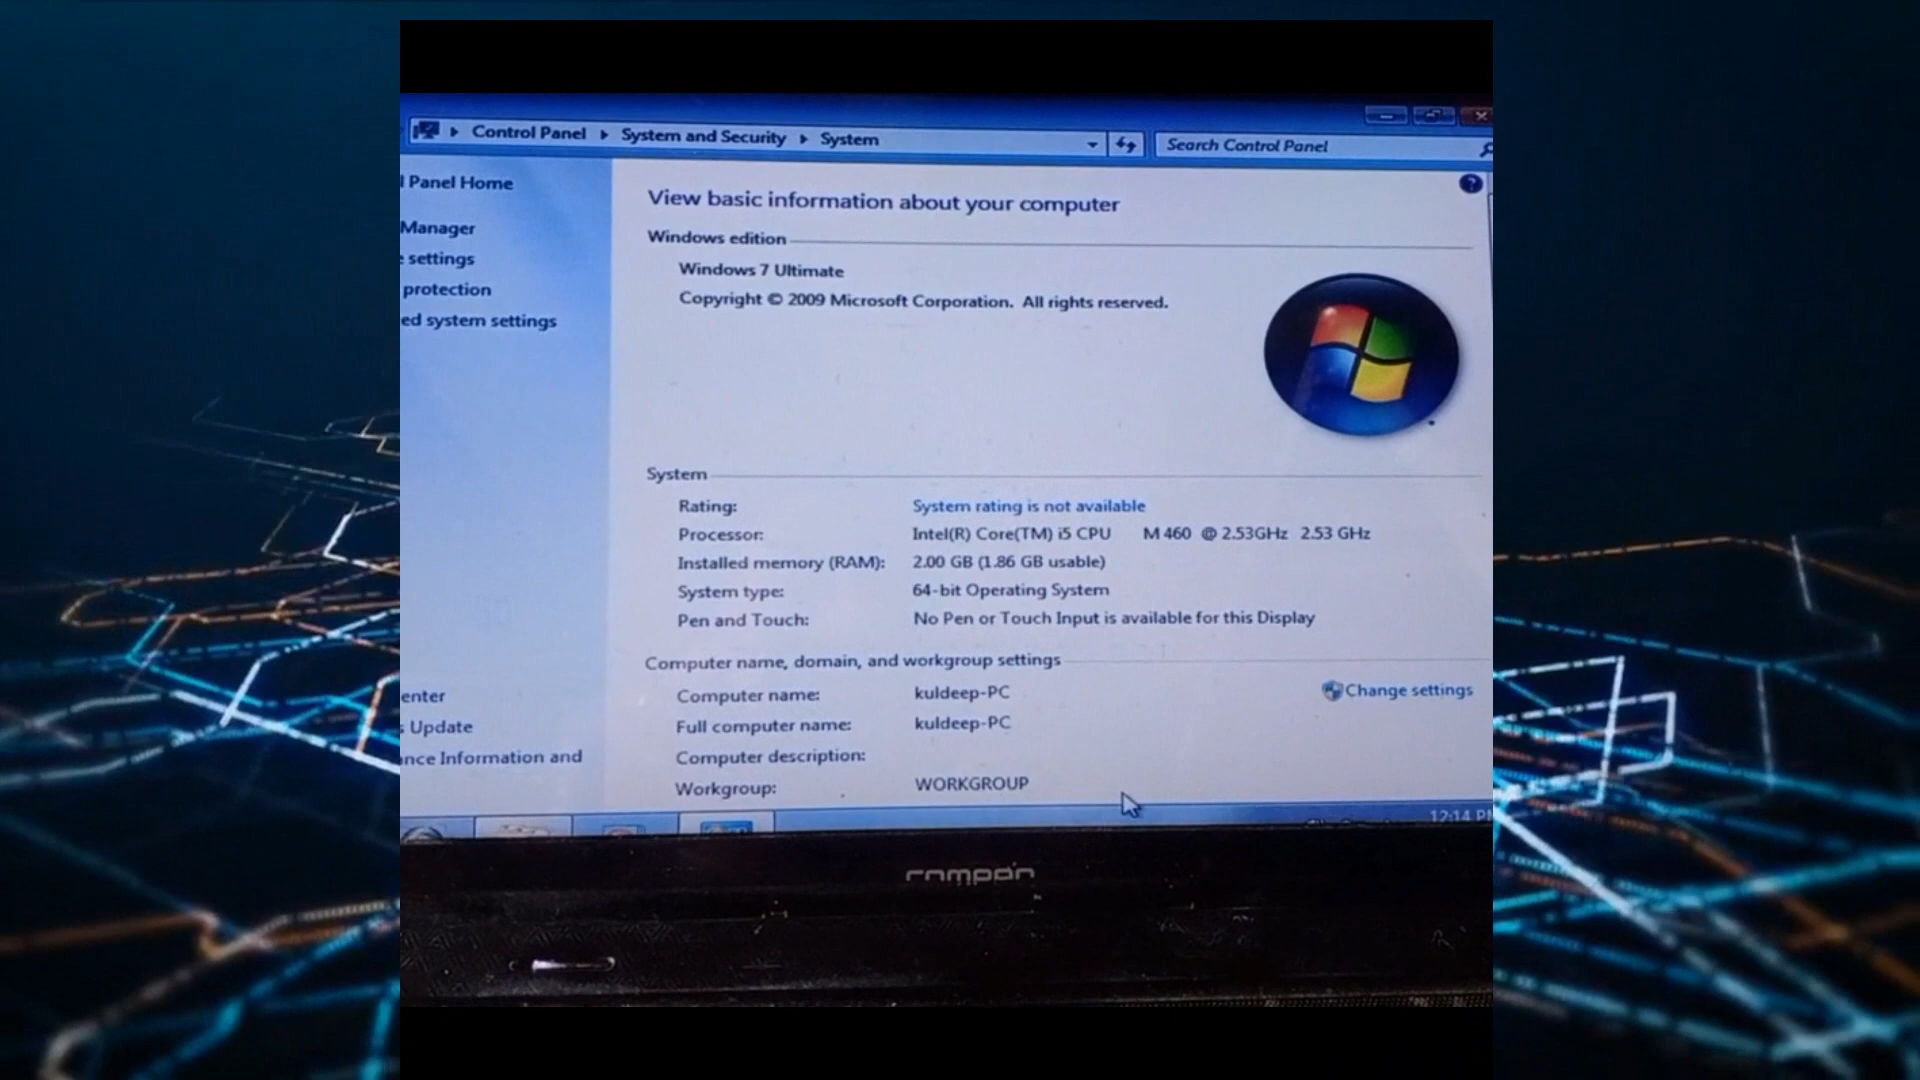 Control Panel System and Security System
Search Control Panel
l Panel Home
Manager
settings
protection
ed system settings
View basic information about your computer
Windows edition
Windows 7 Ultimate
Copyright © 2009 Microsoft Corporation. All rights reserved.
System
Rating: System rating is not available
Processor: Intel(R) Core(TM) i5 CPU M 460 @ 2.53GHz 2.53 GHz
Installed memory (RAM): 2.00 GB (1.86 GB usable)
System type: 64-bit Operating System
Pen and Touch: No Pen or Touch Input is available for this Display
Computer name, domain, and workgroup settings
Computer name: kuldeep-PC
Change settings
Full computer name: kuldeep-PC
Computer description:
Workgroup: WORKGROUP
enter
Update
nce Information and
12:14 P